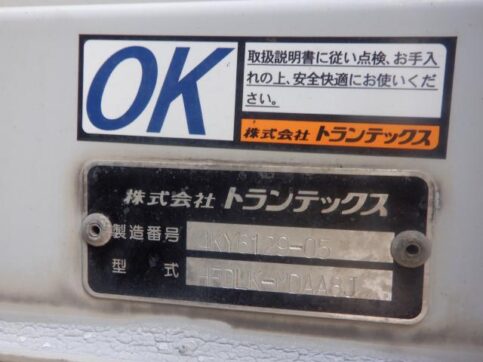 OK
取扱説明書に従い点検、お手入
れの上、安全快適にお使いくだ
さい。
株式会社 トランテックス
株式会社 トランテックス
製造番号
型式